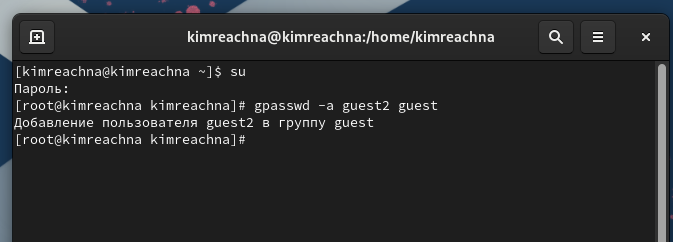 kimreachna@kimreachna:/home/kimreachna
[kimreachna@kimreachna ~]$ su
Пароль:
[root@kimreachna kimreachna]# gpasswd -a guest2 guest
Добавление пользователя guest2 в группу guest
[root@kimreachna kimreachna]#